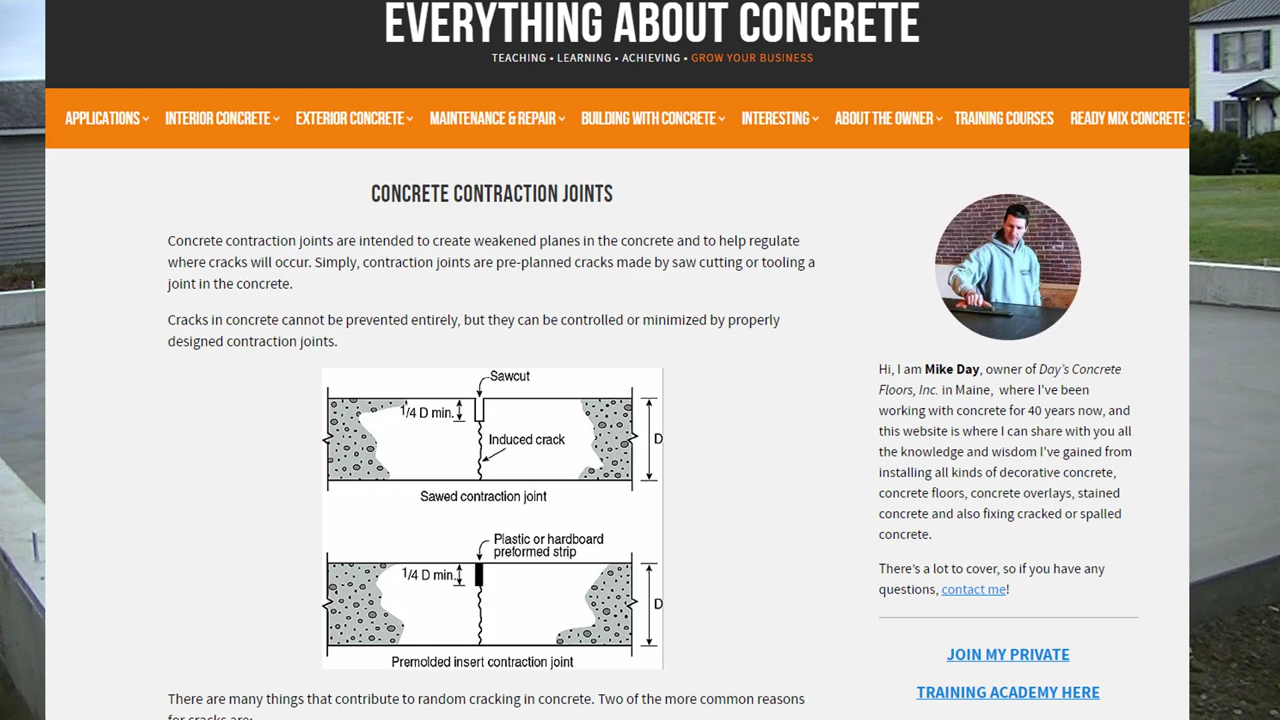 EVERYTHING ABOUT CONCRETE
TEACHING • LEARNING • ACHIEVING • GROW YOUR BUSINESS
APPLICATIONS INTERIOR CONCRETE EXTERIOR CONCRETE MAINTENANCE & REPAIR BUILDING WITH CONCRETE INTERESTING ABOUT THE OWNER TRAINING COURSES READY MIX CONCRETE
CONCRETE CONTRACTION JOINTS
Concrete contraction joints are intended to create weakened planes in the concrete and to help regulate
where cracks will occur. Simply, contraction joints are pre-planned cracks made by saw cutting or tooling a
joint in the concrete.
Cracks in concrete cannot be prevented entirely, but they can be controlled or minimized by properly
designed contraction joints.
Sawcut
1/4 D min.
Induced crack
D
Sawed contraction joint
Plastic or hardboard
preformed strip
1/4 D min.
D
Premolded insert contraction joint
There are many things that contribute to random cracking in concrete. Two of the more common reasons
for cracks are:
Hi, I am Mike Day, owner of Day's Concrete
Floors, Inc. in Maine, where I've been
working with concrete for 40 years now, and
this website is where I can share with you all
the knowledge and wisdom I've gained from
installing all kinds of decorative concrete,
concrete floors, concrete overlays, stained
concrete and also fixing cracked or spalled
concrete.
There's a lot to cover, so if you have any
questions, contact me!
JOIN MY PRIVATE
TRAINING ACADEMY HERE